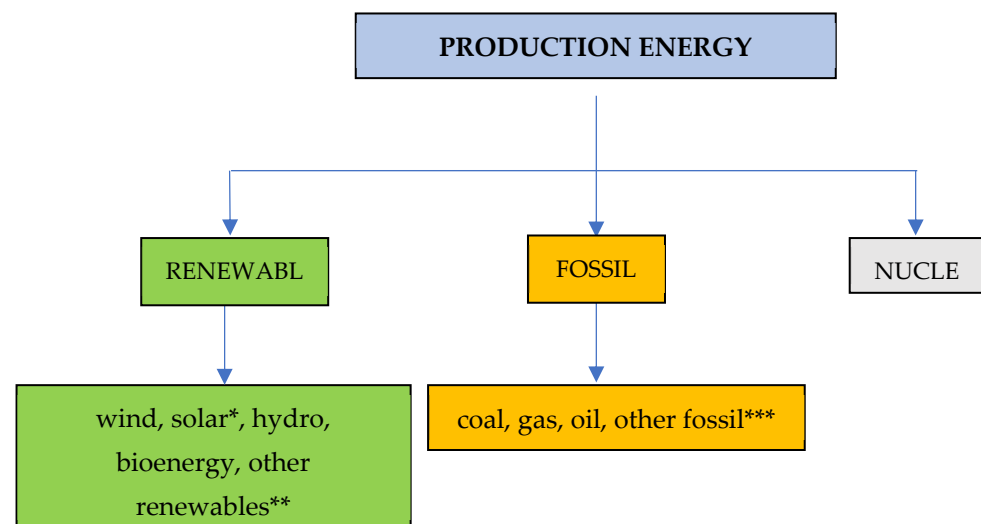 PRODUCTION ENERGY
RENEWABL
FOSSIL
NUCLE
wind, solar*, hydro,
bioenergy, other
renewables**
coal, gas, oil, other fossil***